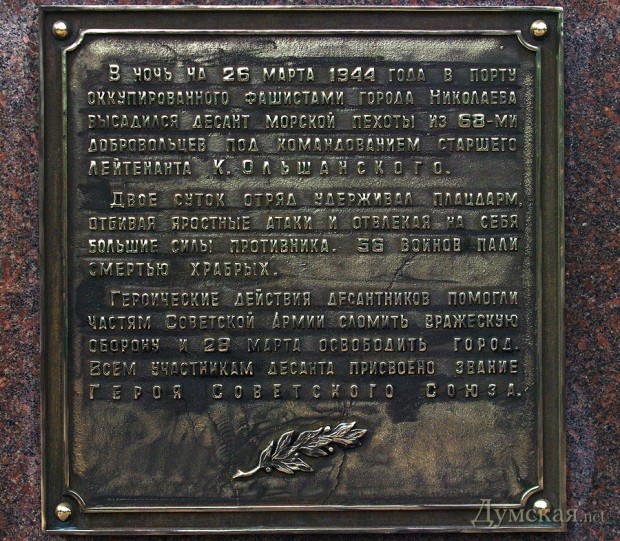 В ночь на 26 марта 1944 года в порту
оккупированного фашистами города Николаева
высадился десант морской пехоты из 68-ми
добровольцев под командованием старшего
лейтенанта К. Ольшанского.
Двое суток отряд удерживал плацдарм,
отбивая яростные атаки и отвлекая на себя
большие силы противника. 56 воинов пали
смертью храбрых.
Героические действия десантников помогли
частям Советской Армии сломить вражескую
оборону и 28 марта освободить город.
Всем участникам десанта присвоено звание
Героя Советского Союза.
Думская.net